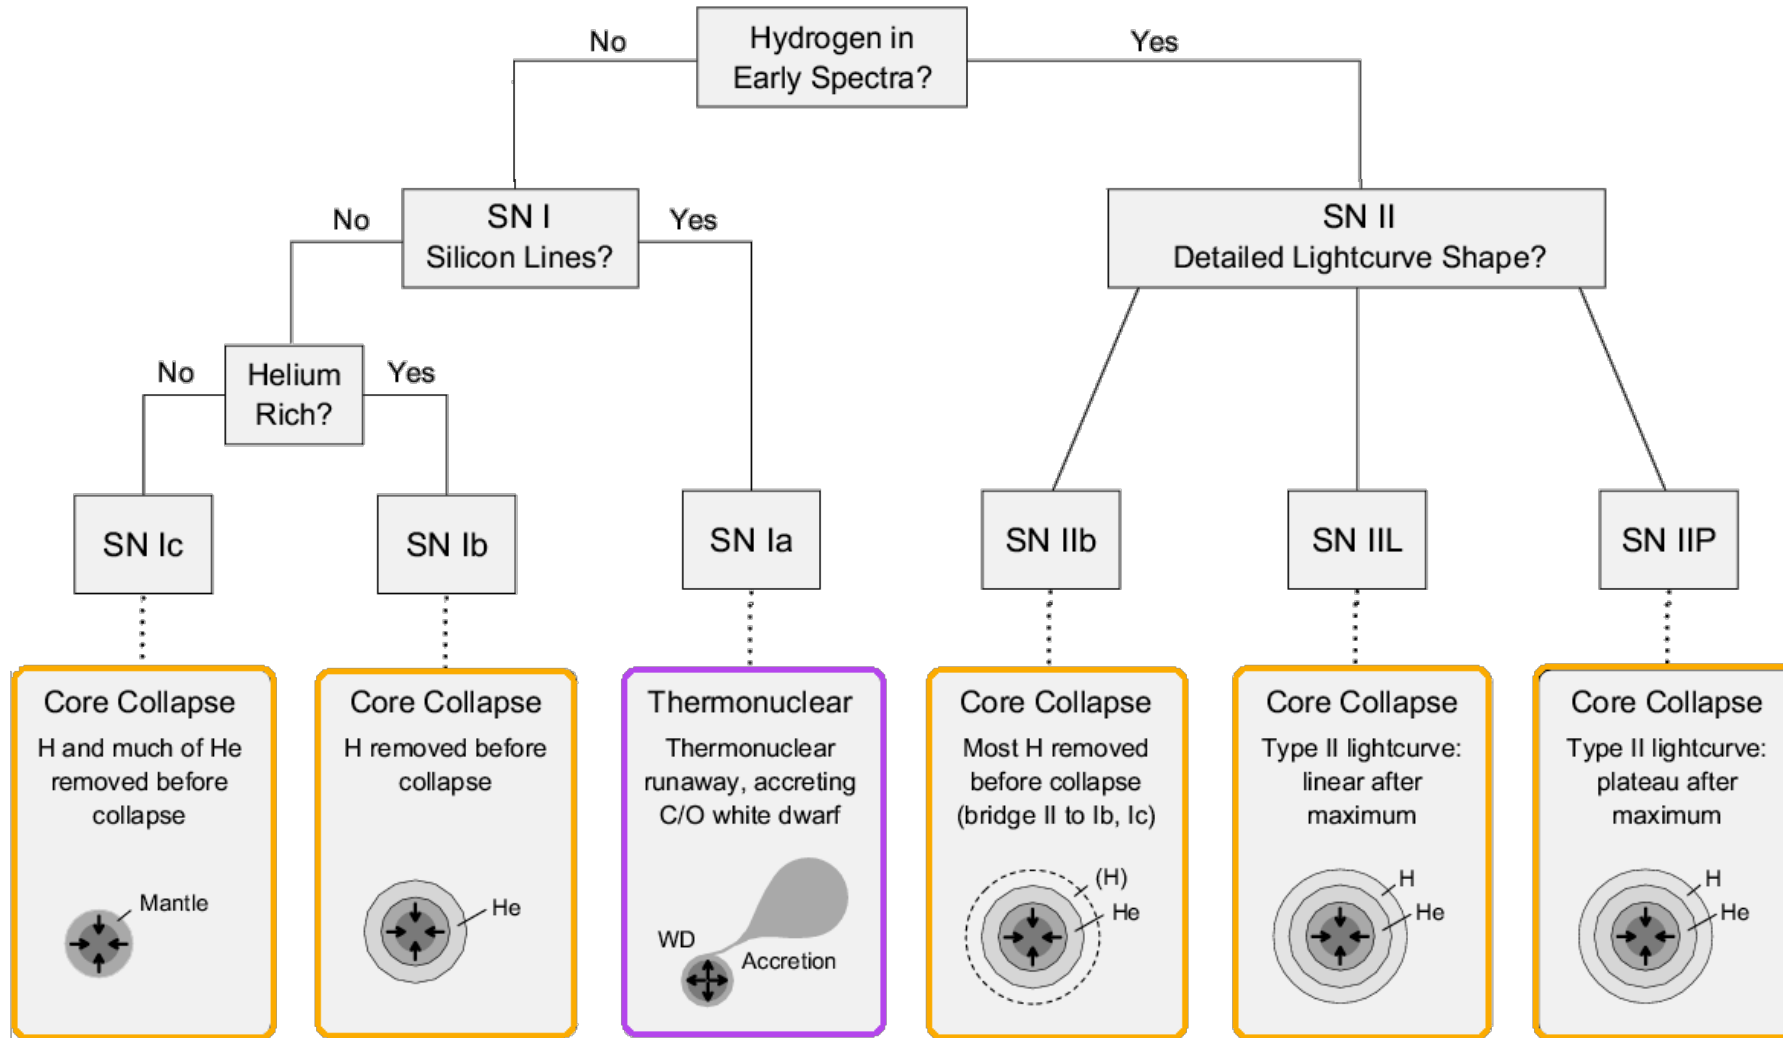 Hydrogen in
Early Spectra?
No
Yes
SN I
Silicon Lines?
No
Yes
SN II
Detailed Lightcurve Shape?
Helium
Rich?
No
Yes
SN Ic
SN Ib
SN Ia
SN IIb
SN IIL
SN IIP
Core Collapse
H and much of He
removed before
collapse
Mantle
Core Collapse
H removed before
collapse
He
Thermonuclear
Thermonuclear
runaway, accreting
C/O white dwarf
WD
Accretion
Core Collapse
Most H removed
before collapse
(bridge II to Ib, Ic)
(H)
He
Core Collapse
Type II lightcurve:
linear after
maximum
H
He
Core Collapse
Type II lightcurve:
plateau after
maximum
H
He